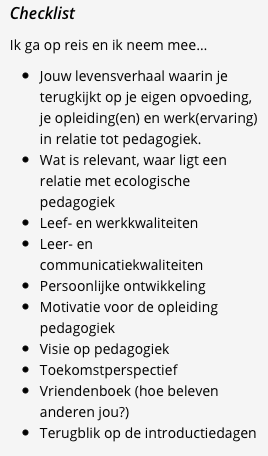 Checklist
Ik ga op reis en ik neem mee...
• Jouw levensverhaal waarin je
terugkijkt op je eigen opvoeding,
je opleiding(en) en werk(ervaring)
in relatie tot pedagogiek.
• Wat is relevant, waar ligt een
relatie met ecologische
pedagogiek
• Leef- en werkkwaliteiten
• Leer- en
communicatiekwaliteiten
• Persoonlijke ontwikkeling
• Motivatie voor de opleiding
pedagogiek
• Visie op pedagogiek
• Toekomstperspectief
• Vriendenboek (hoe beleven
anderen jou?)
• Terugblik op de introductiedagen